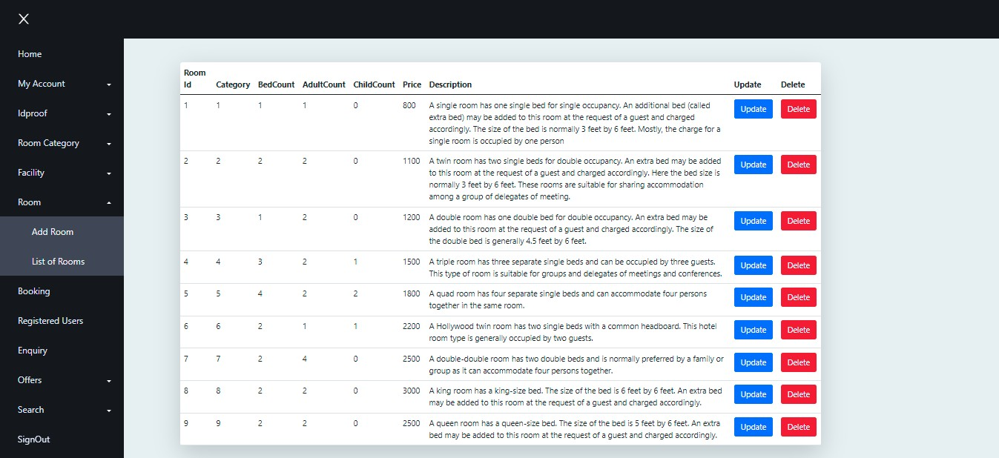 Home
My Account
Idproof
Room Category
Facility
Room
Add Room
List of Rooms
Booking
Registered Users
Enquiry
Offers
Search
SignOut
Room
Id Category BedCount AdultCount ChildCount Price Description Update Delete
1 1 1 1 0 800 A single room has one single bed for single occupancy. An additional bed (called Update Delete
extra bed) may be added to this room at the request of a guest and charged
accordingly. The size of the bed is normally 3 feet by 6 feet. Mostly, the charge for a
single room is occupied by one person
2 2 2 2 0 1100 A twin room has two single beds for double occupancy. An extra bed may be added Update Delete
to this room at the request of a guest and charged accordingly. Here the bed size is
normally 3 feet by 6 feet. These rooms are suitable for sharing accommodation
among a group of delegates of meeting.
3 3 1 2 0 1200 A double room has one double bed for double occupancy. An extra bed may be Update Delete
added to this room at the request of a guest and charged accordingly. The size of
the double bed is generally 4.5 feet by 6 feet.
4 4 3 2 1 1500 A triple room has three separate single beds and can be occupied by three guests. Update Delete
This type of room is suitable for groups and delegates of meetings and conferences.
5 5 4 2 2 1800 A quad room has four separate single beds and can accommodate four persons Update Delete
together in the same room.
6 6 2 1 1 2200 A Hollywood twin room has two single beds with a common headboard. This hotel Update Delete
room type is generally occupied by two guests.
7 7 2 4 0 2500 A double-double room has two double beds and is normally preferred by a family or Update Delete
group as it can accommodate four persons together.
8 8 2 2 0 3000 A king room has a king-size bed. The size of the bed is 6 feet by 6 feet. An extra bed Update Delete
may be added to this room at the request of a guest and charged accordingly.
9 9 2 2 0 2500 A queen room has a queen-size bed. The size of the bed is 5 feet by 6 feet. An extra Update Delete
bed may be added to this room at the request of a guest and charged accordingly.